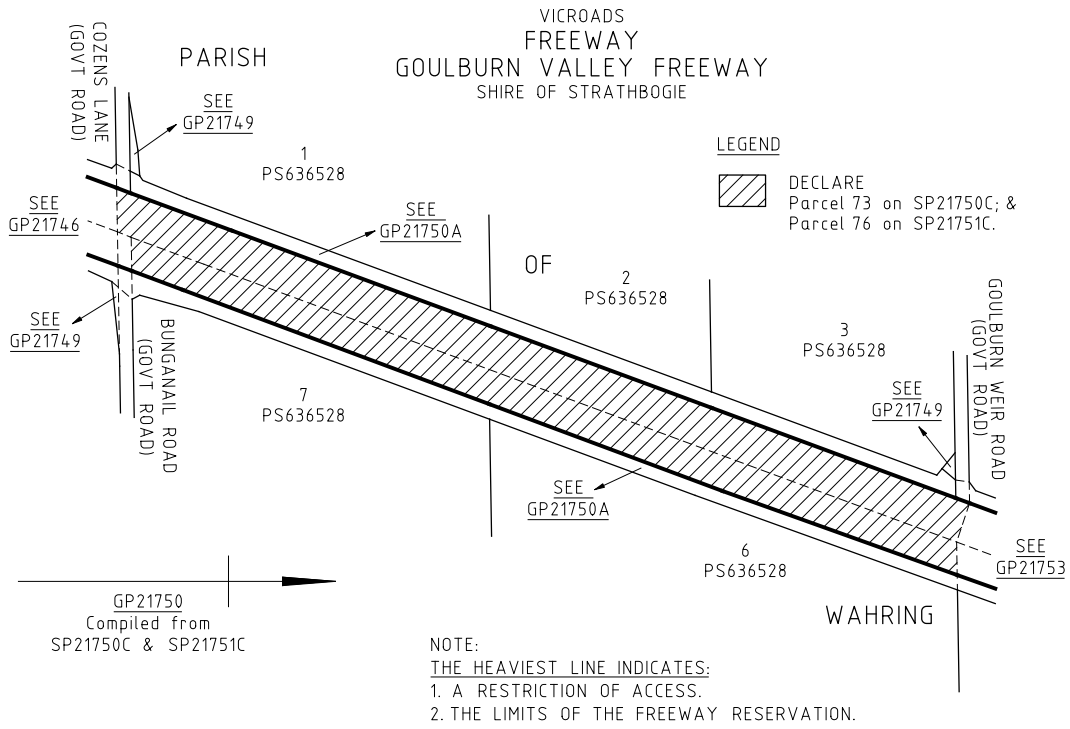 VICROADS
FREEWAY
GOULBURN VALLEY FREEWAY
SHIRE OF STRATHBOGIE
PARISH
COZENS LANE
(GOVT ROAD)
SEE
GP21749
1
PS636528
LEGEND
DECLARE
Parcel 73 on SP21750C; &
Parcel 76 on SP21751C.
SEE
GP21746
SEE
GP21750A
OF
2
PS636528
3
PS636528
GOULBURN WEIR ROAD
(GOVT ROAD)
SEE
GP21749
BUNGANAIL ROAD
(GOVT ROAD)
7
PS636528
SEE
GP21749
SEE
GP21750A
6
PS636528
SEE
GP21753
WAHRING
GP21750
Compiled from
SP21750C & SP21751C
NOTE:
THE HEAVIEST LINE INDICATES:
1. A RESTRICTION OF ACCESS.
2. THE LIMITS OF THE FREEWAY RESERVATION.